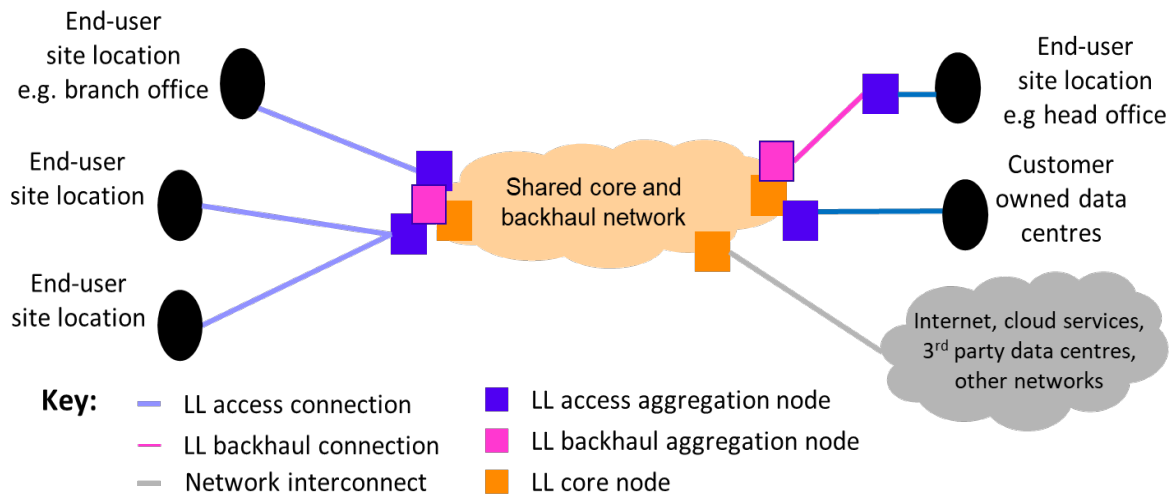 End-user
site location
e.g. branch office
End-user
site location
End-user
site location
Shared core and
backhaul network
End-user
site location
e.g head office
Customer
owned data
centres
Internet, cloud services,
3rd party data centres,
other networks
Key:
LL access connection
LL backhaul connection
Network interconnect
LL access aggregation node
LL backhaul aggregation node
LL core node